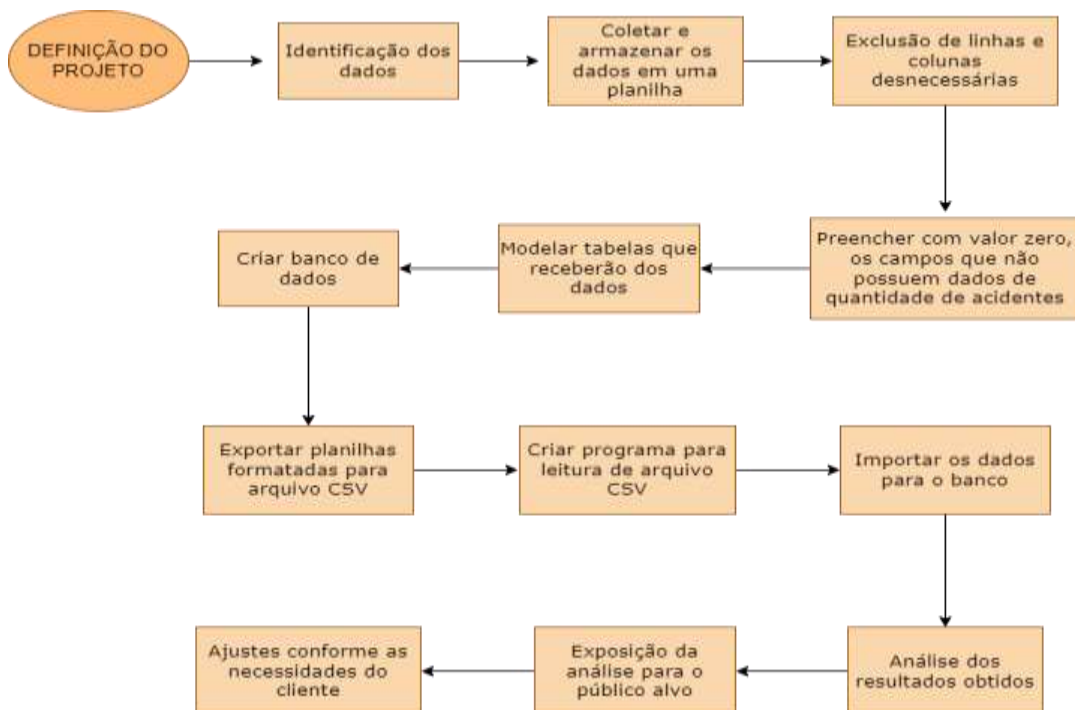 DEFINIÇÃO DO
PROJETO
Identificação dos
dados
Coletar e
armazenar os
dados em uma
planilha
Exclusão de linhas e
colunas
desnecessárias
Preencher com valor zero,
os campos que não
possuem dados de
quantidade de acidentes
Modelar tabelas que
receberão dos
dados
Criar banco de
dados
Exportar planilhas
formatadas para
arquivo CSV
Criar programa para
leitura de arquivo
CSV
Importar os dados
para o banco
Análise dos
resultados obtidos
Exposição da
análise para o
público alvo
Ajustes conforme as
necessidades do
cliente